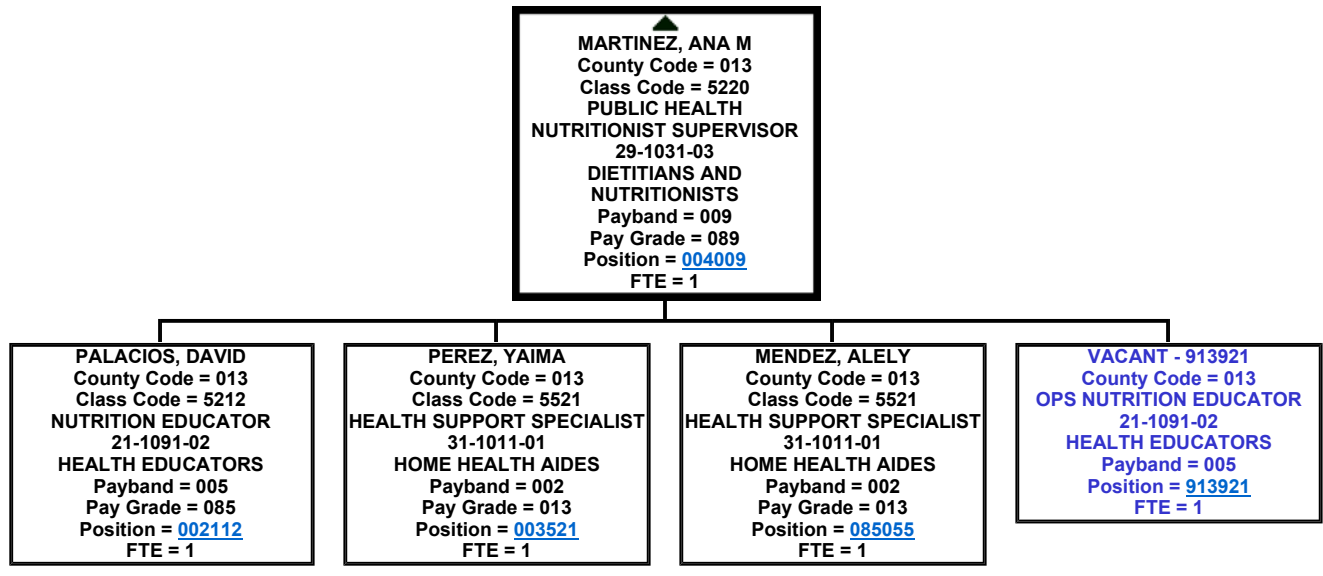 MARTINEZ, ANA M
County Code = 013
Class Code = 5220
PUBLIC HEALTH
NUTRITIONIST SUPERVISOR
29-1031-03
DIETITIANS AND
NUTRITIONISTS
Payband = 009
Pay Grade = 089
Position = 004009
FTE = 1
PALACIOS, DAVID
County Code = 013
Class Code = 5212
NUTRITION EDUCATOR
21-1091-02
HEALTH EDUCATORS
Payband = 005
Pay Grade = 085
Position = 002112
FTE = 1
PEREZ, YAIMA
County Code = 013
Class Code = 5521
HEALTH SUPPORT SPECIALIST
31-1011-01
HOME HEALTH AIDES
Payband = 002
Pay Grade = 013
Position = 003521
FTE = 1
MENDEZ, ALELY
County Code = 013
Class Code = 5521
HEALTH SUPPORT SPECIALIST
31-1011-01
HOME HEALTH AIDES
Payband = 002
Pay Grade = 013
Position = 085055
FTE = 1
VACANT - 913921
County Code = 013
OPS NUTRITION EDUCATOR
21-1091-02
HEALTH EDUCATORS
Payband = 005
Position = 913921
FTE = 1